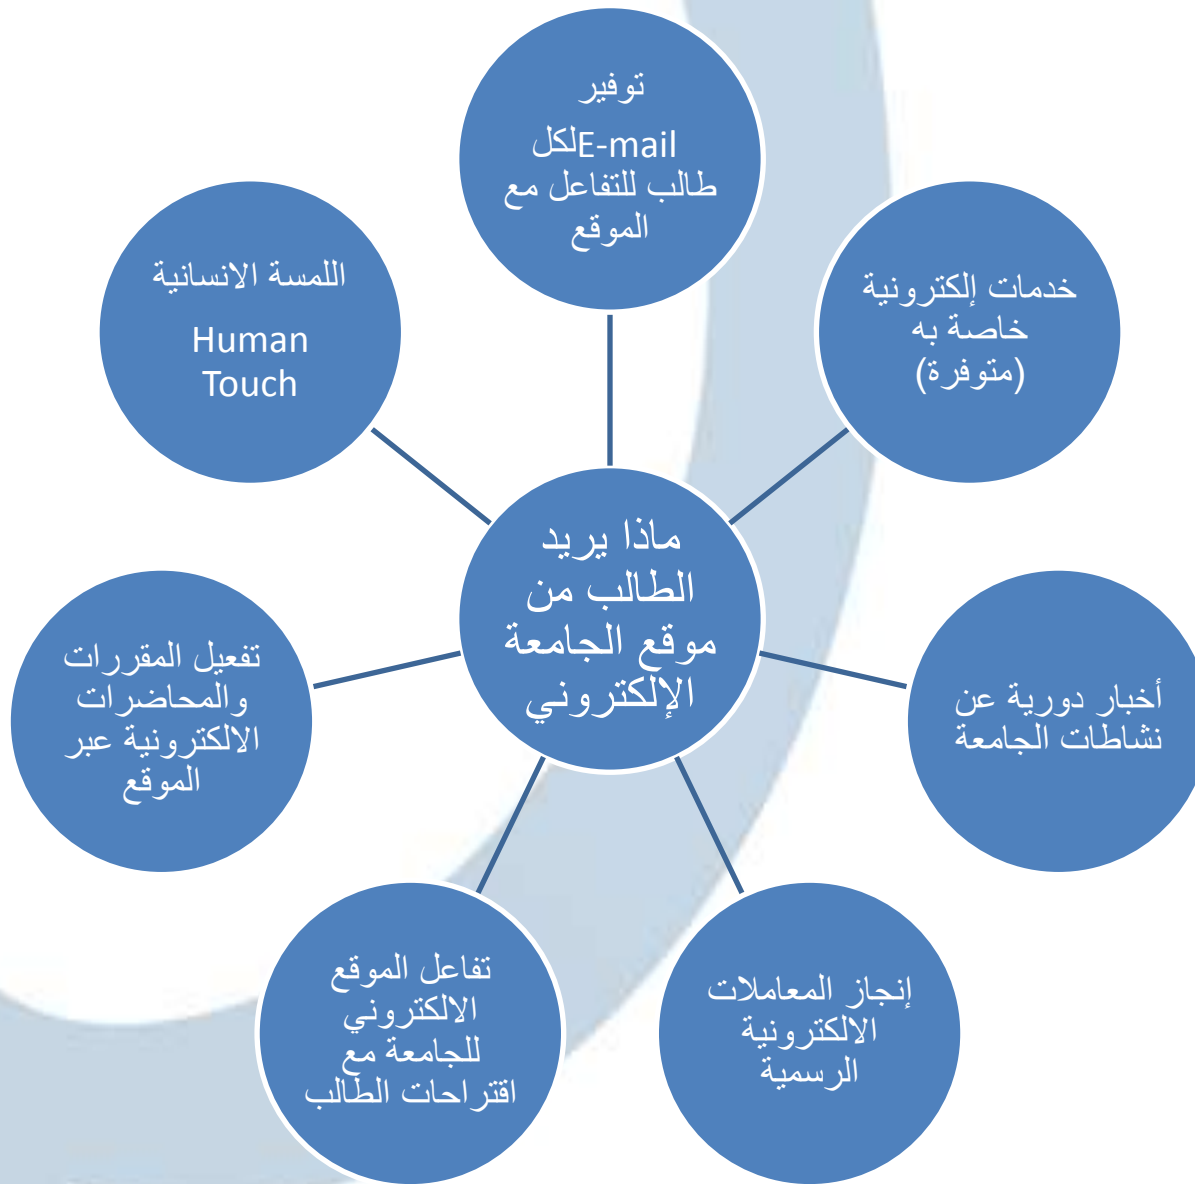 توفير
E-mailلكل
طالب للتفاعل مع
الموقع
خدمات إلكترونية
خاصة به
(متوفرة)
أخبار دورية عن
نشاطات الجامعة
إنجاز المعاملات
الالكترونية
الرسمية
تفاعل الموقع
الالكتروني
للجامعة مع
اقتراحات الطالب
تفعيل المقررات
والمحاضرات
الالكترونية عبر
الموقع
اللمسة الانسانية
Human
Touch
ماذا يريد
الطالب من
موقع الجامعة
الإلكتروني